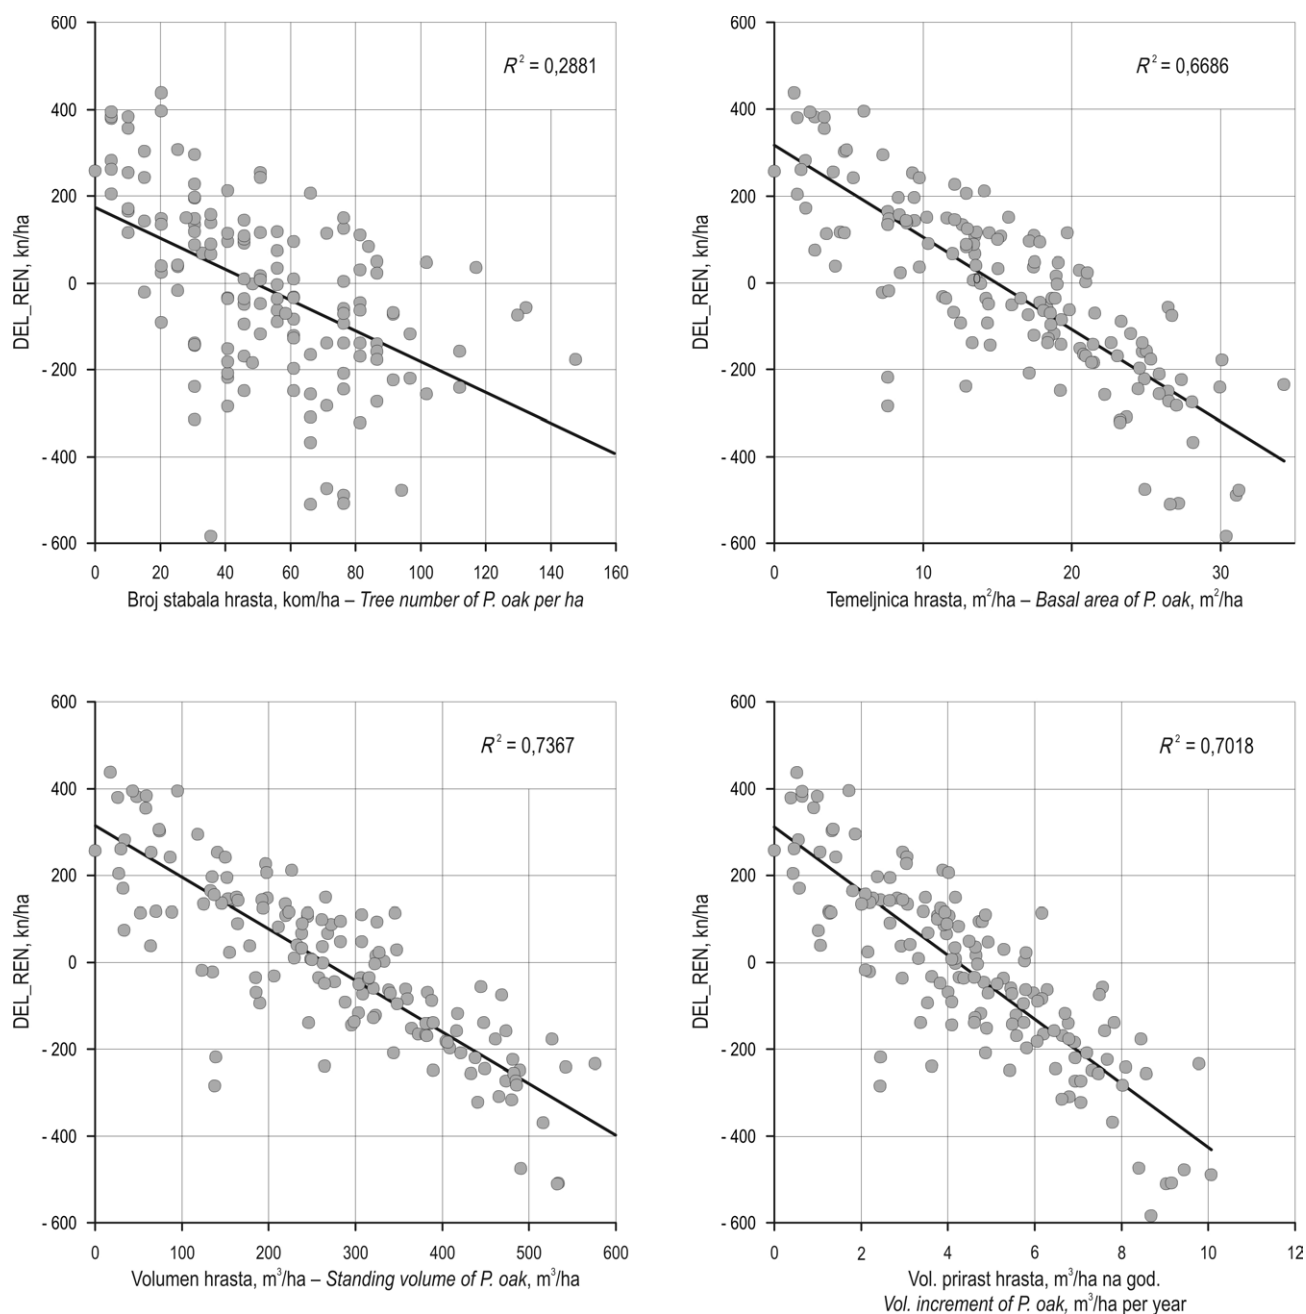 600
R² = 0,2881
400
200
0
- 200
- 400
- 600
DEL_REN, kn/ha
0 20 40 60 80 100 120 140 160
Broj stabala hrasta, kom/ha – Tree number of P. oak per ha
600
R² = 0,6686
400
200
0
- 200
- 400
- 600
DEL_REN, kn/ha
0 10 20 30
Temeljnica hrasta, m²/ha – Basal area of P. oak, m²/ha
600
R² = 0,7367
400
200
0
- 200
- 400
- 600
DEL_REN, kn/ha
0 100 200 300 400 500 600
Volumen hrasta, m³/ha – Standing volume of P. oak, m³/ha
600
R² = 0,7018
400
200
0
- 200
- 400
- 600
DEL_REN, kn/ha
0 2 4 6 8 10 12
Vol. prirast hrasta, m³/ha na god.
Vol. increment of P. oak, m³/ha per year